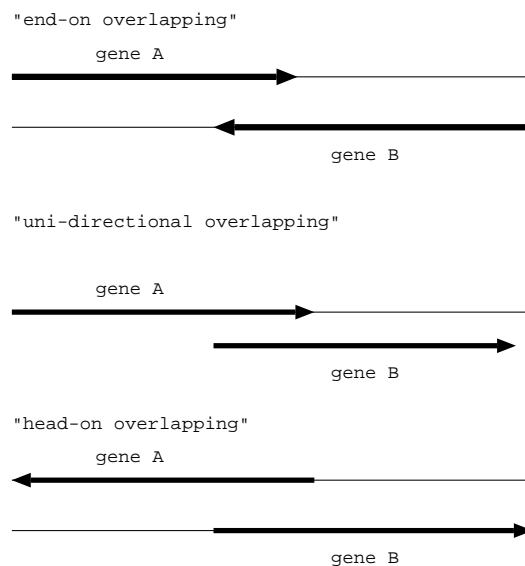 "end-on overlapping"
gene A
gene B
"uni-directional overlapping"
gene A
gene B
"head-on overlapping"
gene A
gene B